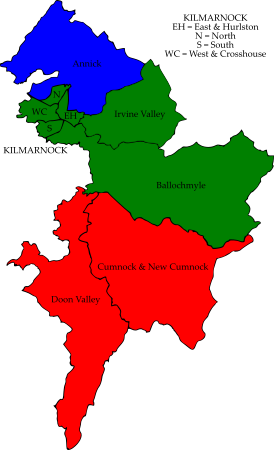 KILMARNOCK
EH = East & Hurlston
N = North
S = South
WC = West & Crosshouse
Annick
N
WC
EH
Irvine Valley
S
KILMARNOCK
Ballochmyle
Cumnock & New Cumnock
Doon Valley